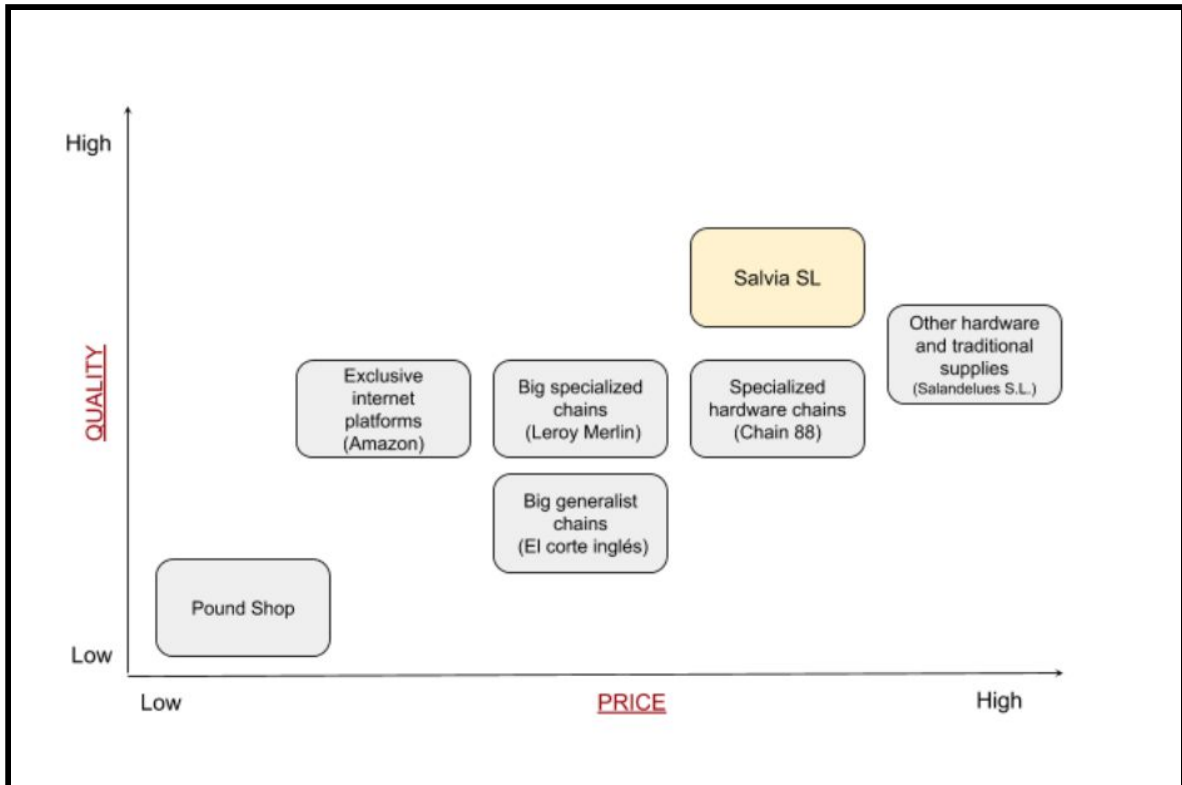 High
Salvia SL
Other hardware
and traditional
supplies
(Salandelues S.L.)
QUALITY
Exclusive
internet
platforms
(Amazon)
Big specialized
chains
(Leroy Merlin)
Specialized
hardware chains
(Chain 88)
Big generalist
chains
(El corte inglés)
Pound Shop
Low
Low
PRICE
High